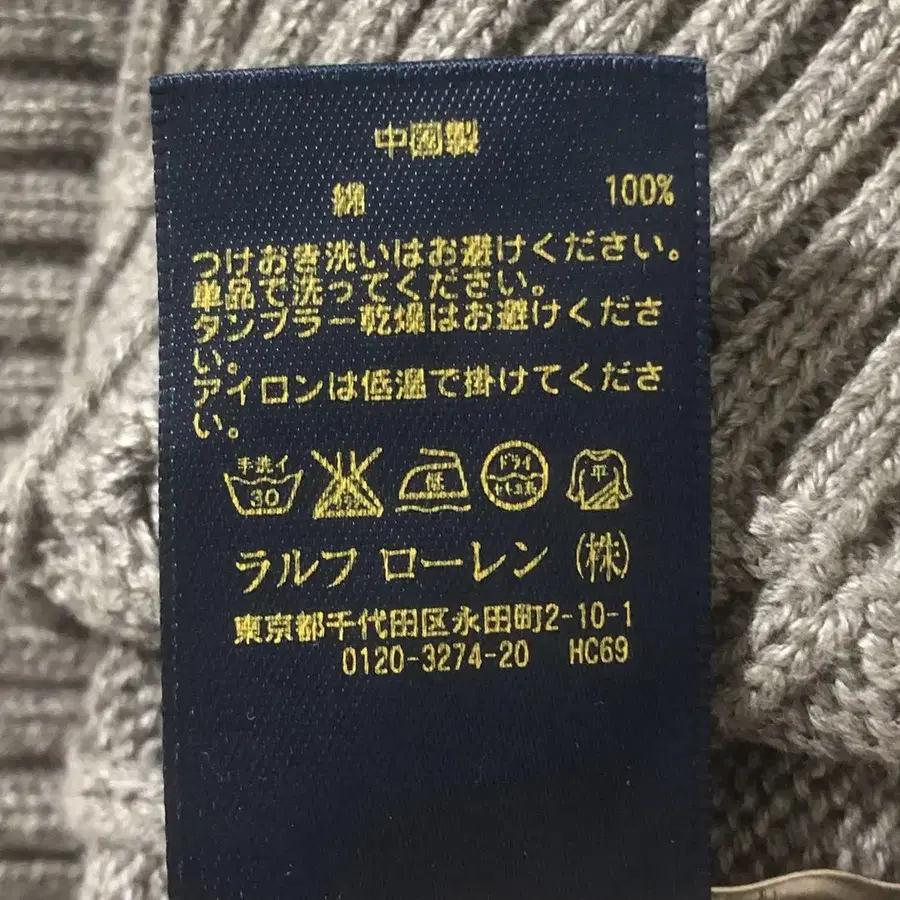 中国製
綿 100%
つけおき洗いはお避けください。
単品で洗ってください。
タンブラー乾燥はお避けくださ
い。
アイロンは低温で掛けてくださ
い。
手洗イ 30 低 ドライ 平
ラルフ ローレン (株)
東京都千代田区永田町2-10-1
0120-3274-20 HC69